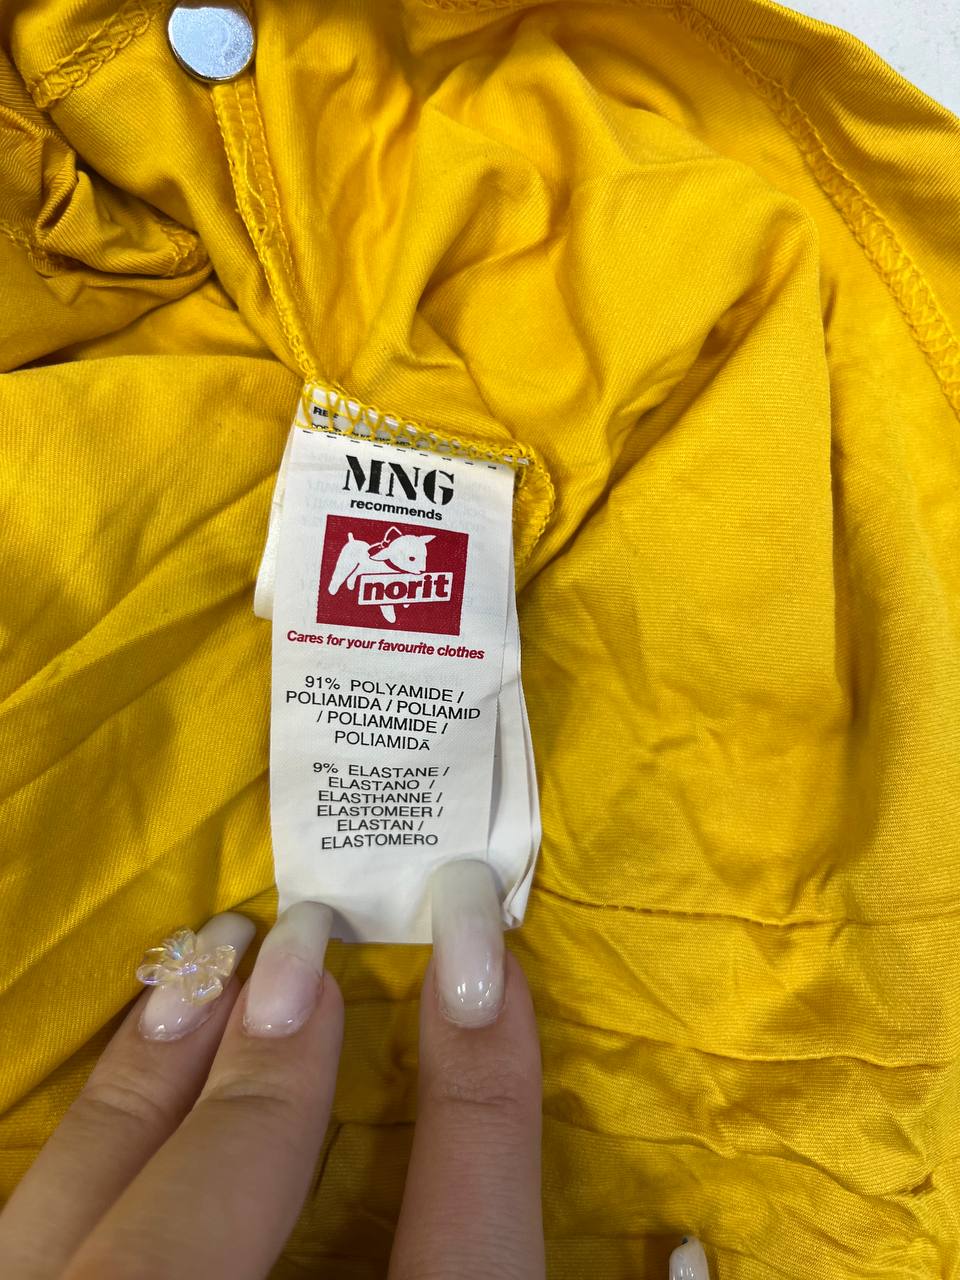 MNG
recommends
norit
Cares for your favourite clothes
91% POLYAMIDE /
POLIAMIDA / POLIAMID
/ POLIAMMIDE /
POLIAMIDĂ
9% ELASTANE /
ELASTANO /
ELASTHANNE /
ELASTOMEER /
ELASTAN /
ELASTOMERO